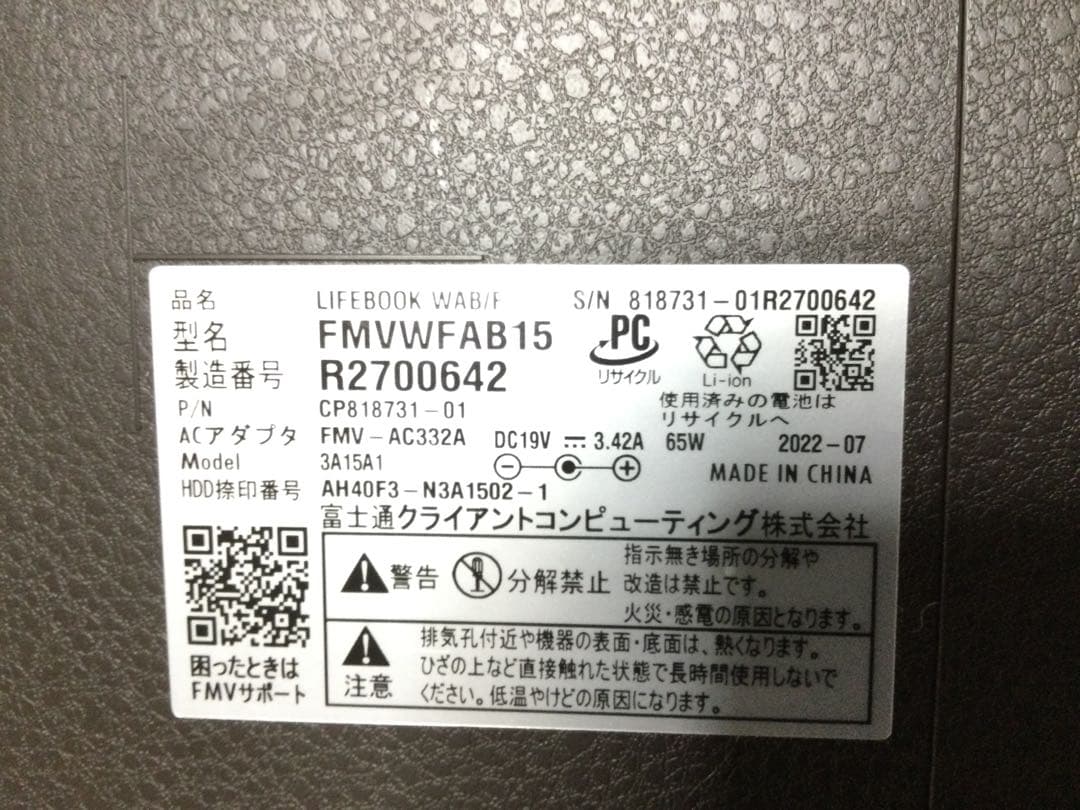 品名 LIFEBOOK WAB/F S/N 818731-01R2700642
型名 FMVWFAB15
製造番号 R2700642
PC
リサイクル
Li-ion
使用済みの電池は
リサイクルへ
P/N CP818731-01
ACアダプタ FMV-AC332A DC19V 3.42A 65W 2022-07
Model 3A15A1
MADE IN CHINA
HDD捺印番号 AH40F3-N3A1502-1
富士通クライアントコンピューティング株式会社
警告 分解禁止
指示無き場所の分解や
改造は禁止です。
火災・感電の原因となります。
注意
排気孔付近や機器の表面・底面は、熱くなります。
ひざの上など直接触れた状態で長時間使用しないで
ください。低温やけどの原因になります。
困ったときは
FMVサポート